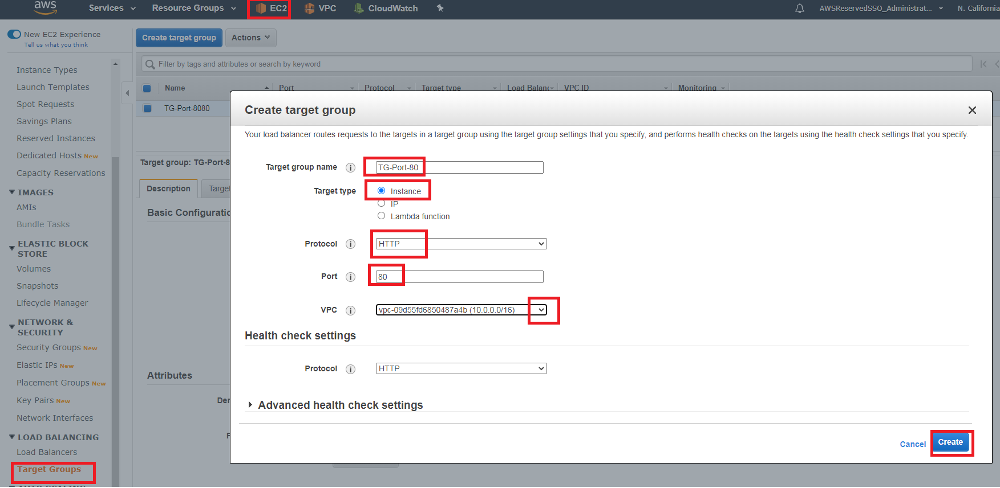 aws Services Resource Groups EC2 VPC CloudWatch AWSReservedSSO_Administrat... N. California
New EC2 Experience
Tell us what you think
Instance Types
Launch Templates
Spot Requests
Savings Plans
Reserved Instances
Dedicated Hosts New
Capacity Reservations
IMAGES
AMIs
Bundle Tasks
ELASTIC BLOCK
STORE
Volumes
Snapshots
Lifecycle Manager
NETWORK &
SECURITY
Security Groups New
Elastic IPs New
Placement Groups New
Key Pairs New
Network Interfaces
LOAD BALANCING
Load Balancers
Target Groups
AUTO SCALING
Create target group Actions
Filter by tags and attributes or search by keyword
Name Port Protocol Target type Load Balanc VPC ID Monitoring
TG-Port-8080
Target group: TG-Port-8
Description Target
Basic Configuratio
Attributes
Der
Create target group
Your load balancer routes requests to the targets in a target group using the target group settings that you specify, and performs health checks on the targets using the health check settings that you specify.
Target group name i TG-Port-80
Target type Instance
IP
Lambda function
Protocol i HTTP
Port i 80
VPC i vpc-09d55fd6850487a4b (10.0.0.0/16)
Health check settings
Protocol i HTTP
Advanced health check settings
Cancel Create